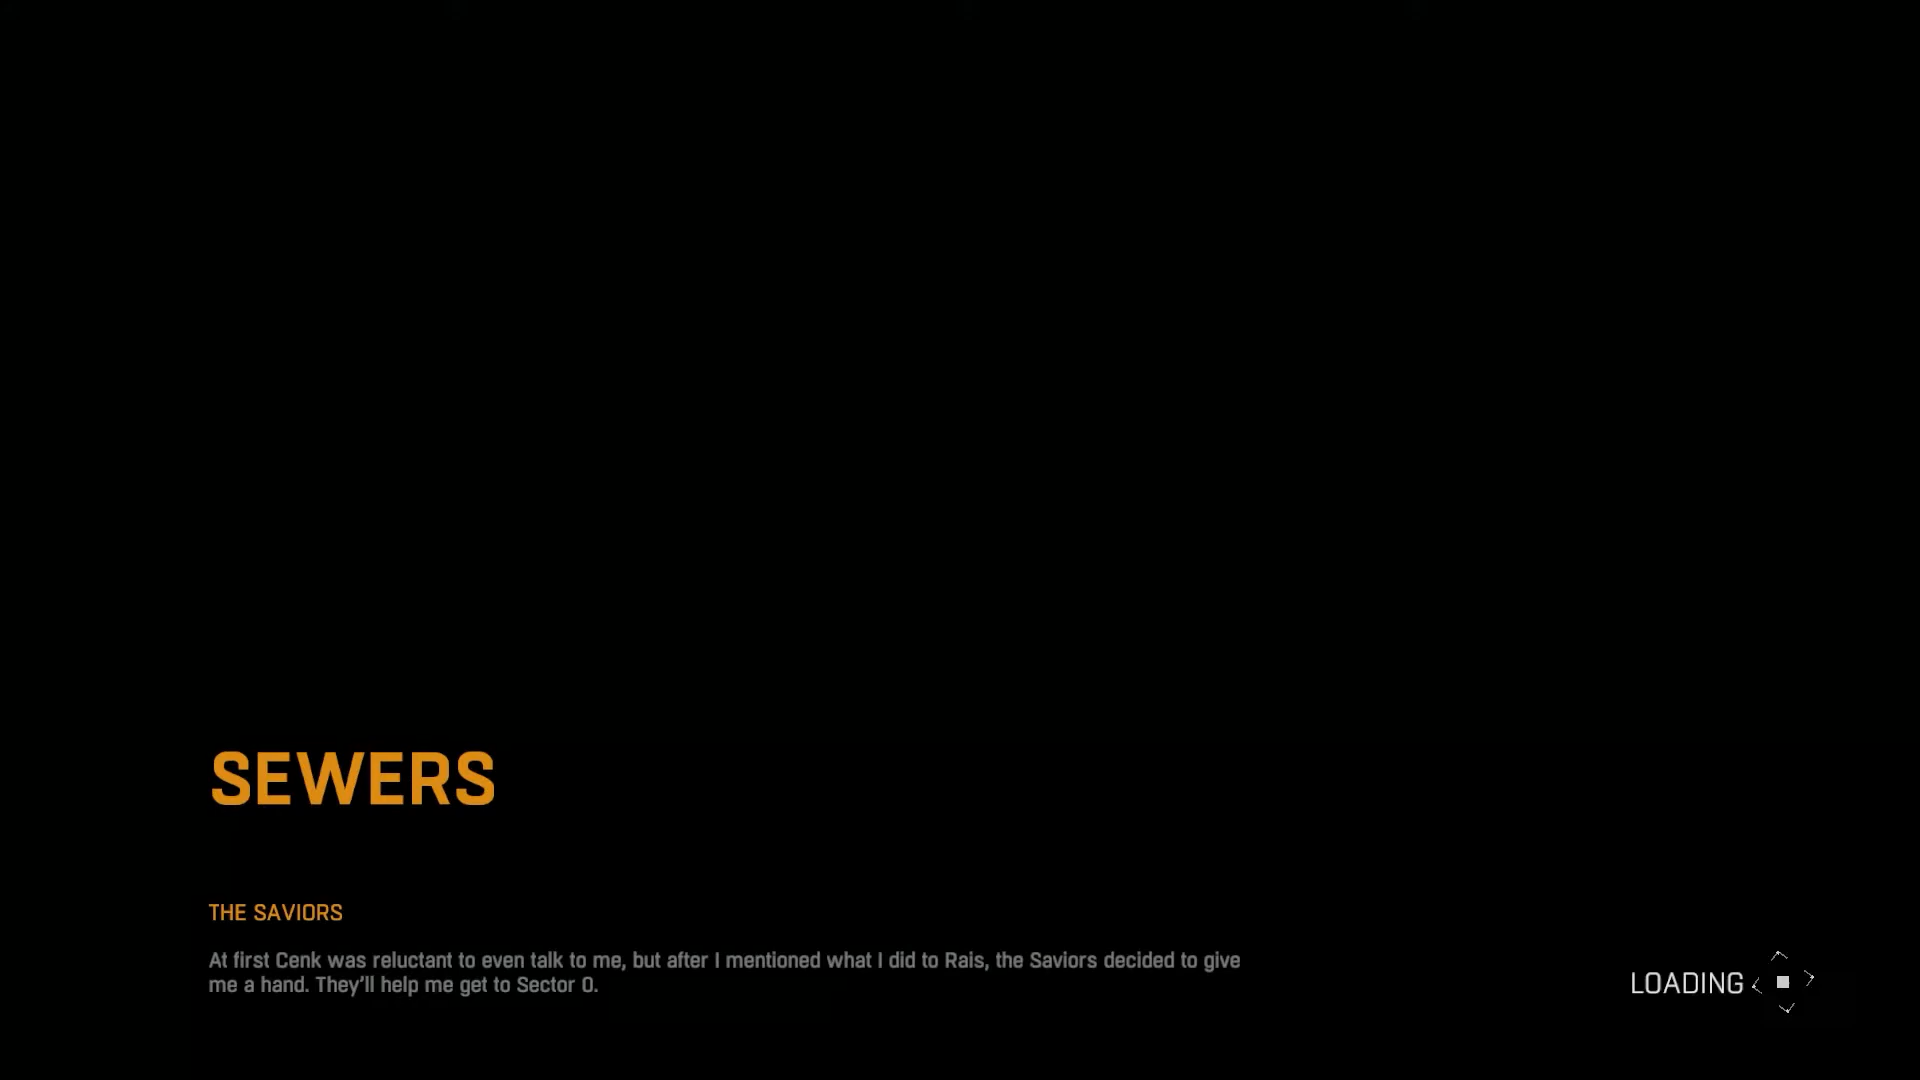 SEWERS
THE SAVIORS
At first Cenk was reluctant to even talk to me, but after I mentioned what I did to Rais, the Saviors decided to give
me a hand. They'll help me get to Sector 0.
LOADING